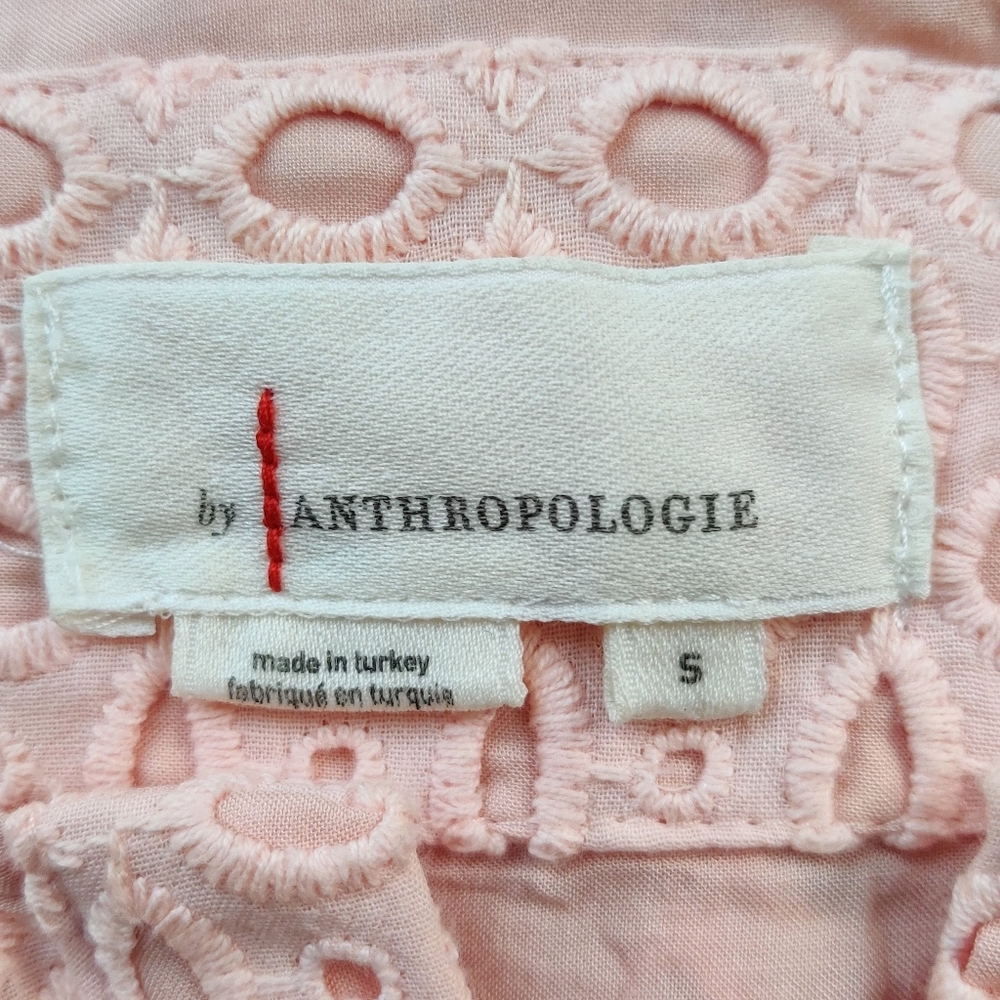 by ANTHROPOLOGIE
made in turkey
fabriqué en turquie
S